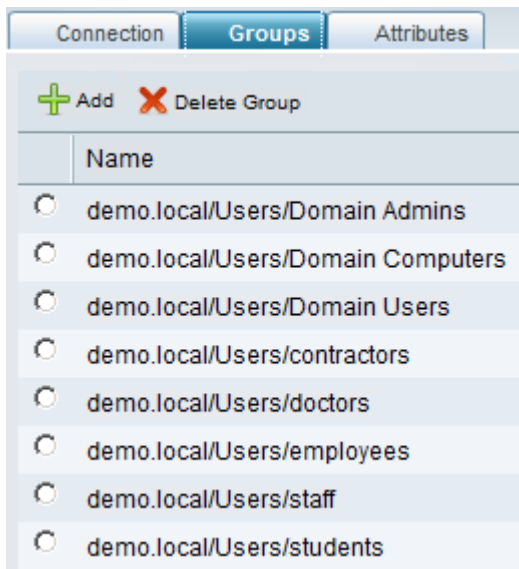 Connection Groups Attributes
Add Delete Group
Name
demo.local/Users/Domain Admins
demo.local/Users/Domain Computers
demo.local/Users/Domain Users
demo.local/Users/contractors
demo.local/Users/doctors
demo.local/Users/employees
demo.local/Users/staff
demo.local/Users/students